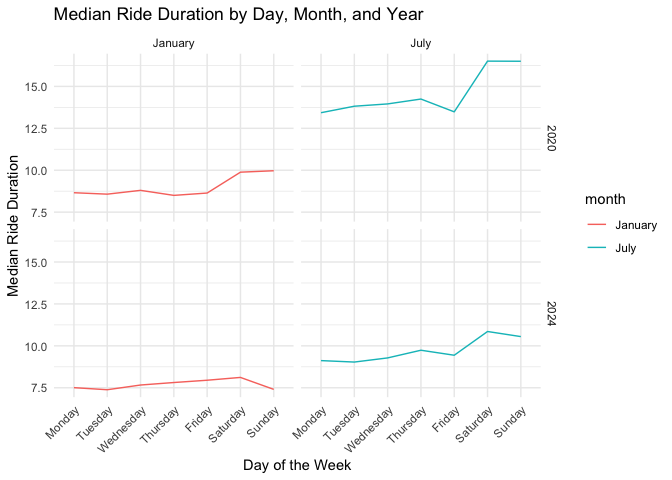 Median Ride Duration by Day, Month, and Year
January
July
15.0
12.5
10.0
7.5
2020
15.0
12.5
10.0
7.5
2024
Median Ride Duration
Monday
Tuesday
Wednesday
Thursday
Friday
Saturday
Sunday
Monday
Tuesday
Wednesday
Thursday
Friday
Saturday
Sunday
Day of the Week
month
January
July